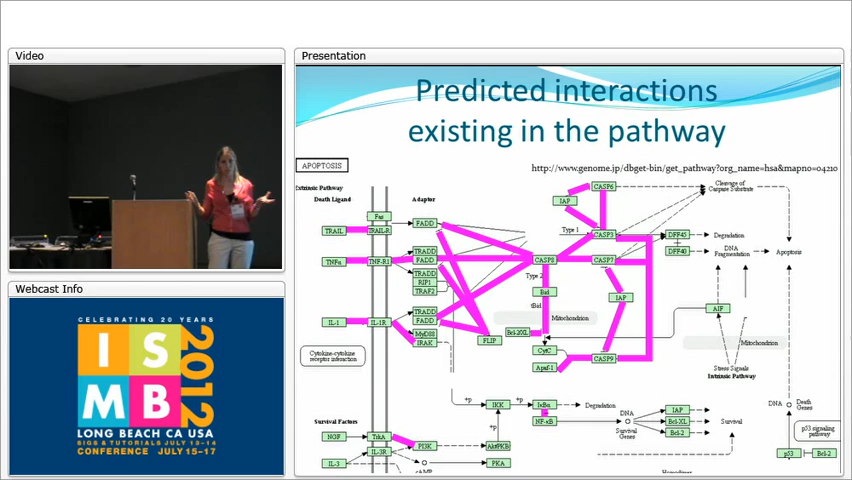 Video
Presentation
Predicted interactions
existing in the pathway
http://www.genome.jp/dbget-bin/get_pathway?org_name=hsa&mapno=04210
APOPTOSIS
Extrinsic Pathway
Death Ligand
Adaptor
Fas
FADD
TRAIL
TRAIL-R
TRADD
TNFα
TNF-R1
FADD
TRADD
RIP1
TRAF2
TRADD
IL-1
IL-1R
FADD
MyD88
IRAK
FLIP
Cytokine-cytokine
receptor interaction
CASP6
IAP
Cleavage of
Caspase Substrate
Type 1
CASP3
DFF45
Degradation
DFF40
DNA
Fragmentation
Apoptosis
CASP8
CASP7
Type 2
Bid
tBid
IAP
Mitochondrion
AIF
CytC
Apaf-1
CASP9
Mitochondrion
Stress Signals
Intrinsic Pathway
+p
IKK
+p
IκBα
Degradation
+p
NF-κB
DNA
Survival
Genes
IAP
Bcl-XL
Bcl-2
Survival
DNA
Death
Genes
p53 signaling
pathway
p53
Bcl-2
Survival Factors
NGF
TrkA
PI3K
Akt/PKB
IL-3
IL-3R
cAMP
PKA
Webcast Info
CELEBRATING 20 YEARS
ISMB
2012
LONG BEACH CA USA
SIGS & TUTORIALS JULY 13-14
CONFERENCE JULY 15-17